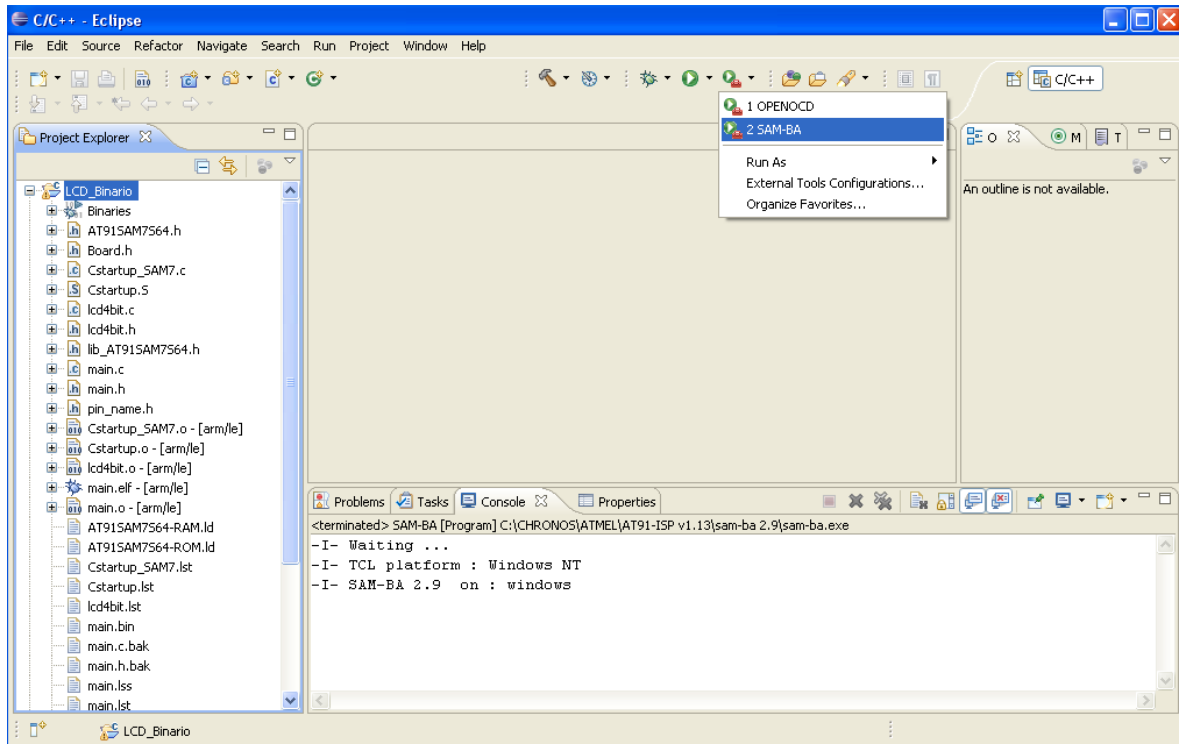 C/C++ - Eclipse
File Edit Source Refactor Navigate Search Run Project Window Help
C/C++
1 OPENOCD
2 SAM-BA
Run As
External Tools Configurations...
Organize Favorites...
Project Explorer
LCD_Binario
Binaries
AT91SAM7S64.h
Board.h
Cstartup_SAM7.c
Cstartup.S
lcd4bit.c
lcd4bit.h
lib_AT91SAM7S64.h
main.c
main.h
pin_name.h
Cstartup_SAM7.o - [arm/le]
Cstartup.o - [arm/le]
lcd4bit.o - [arm/le]
main.elf - [arm/le]
main.o - [arm/le]
AT91SAM7S64-RAM.ld
AT91SAM7S64-ROM.ld
Cstartup_SAM7.lst
Cstartup.lst
lcd4bit.lst
main.bin
main.c.bak
main.h.bak
main.lss
main.lst
O M T
An outline is not available.
Problems Tasks Console Properties
<terminated> SAM-BA [Program] C:\CHRONOS\ATMEL\AT91-ISP v1.13\sam-ba 2.9\sam-ba.exe
-I- Waiting ...
-I- TCL platform : Windows NT
-I- SAM-BA 2.9 on : windows
LCD_Binario